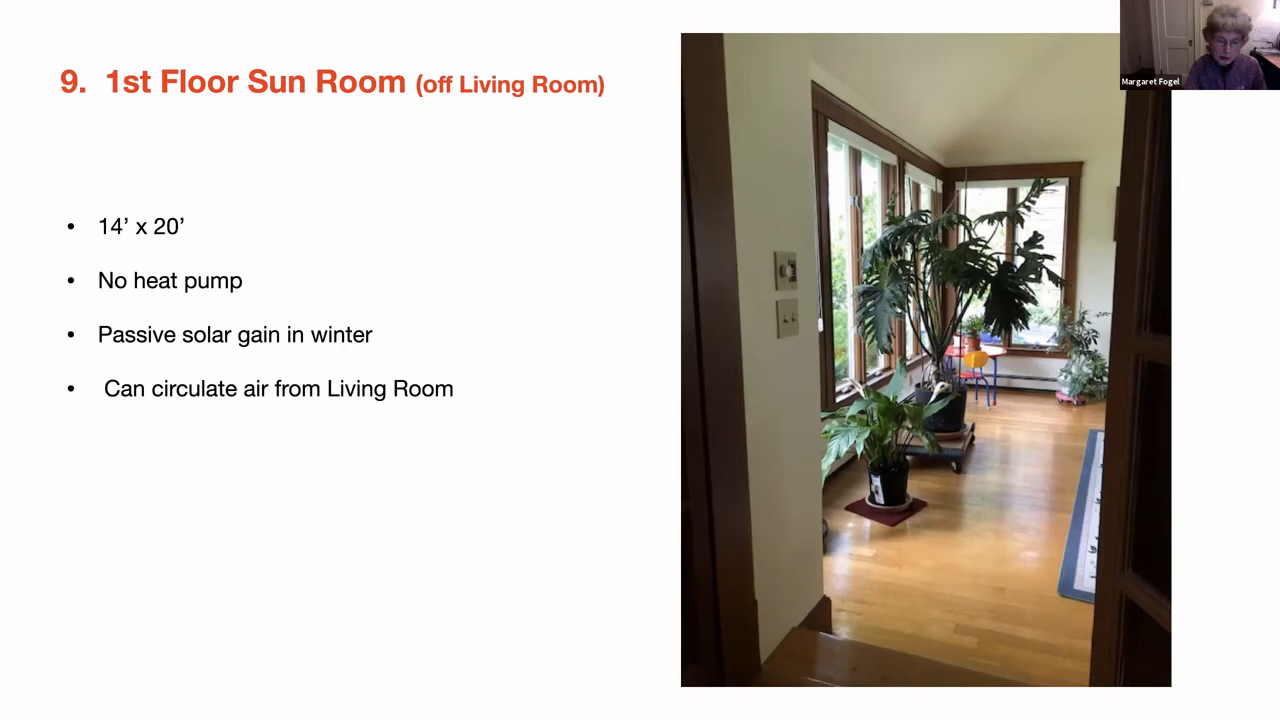 9. 1st Floor Sun Room (off Living Room)
Margaret Fogel
• 14’ x 20’
• No heat pump
• Passive solar gain in winter
• Can circulate air from Living Room